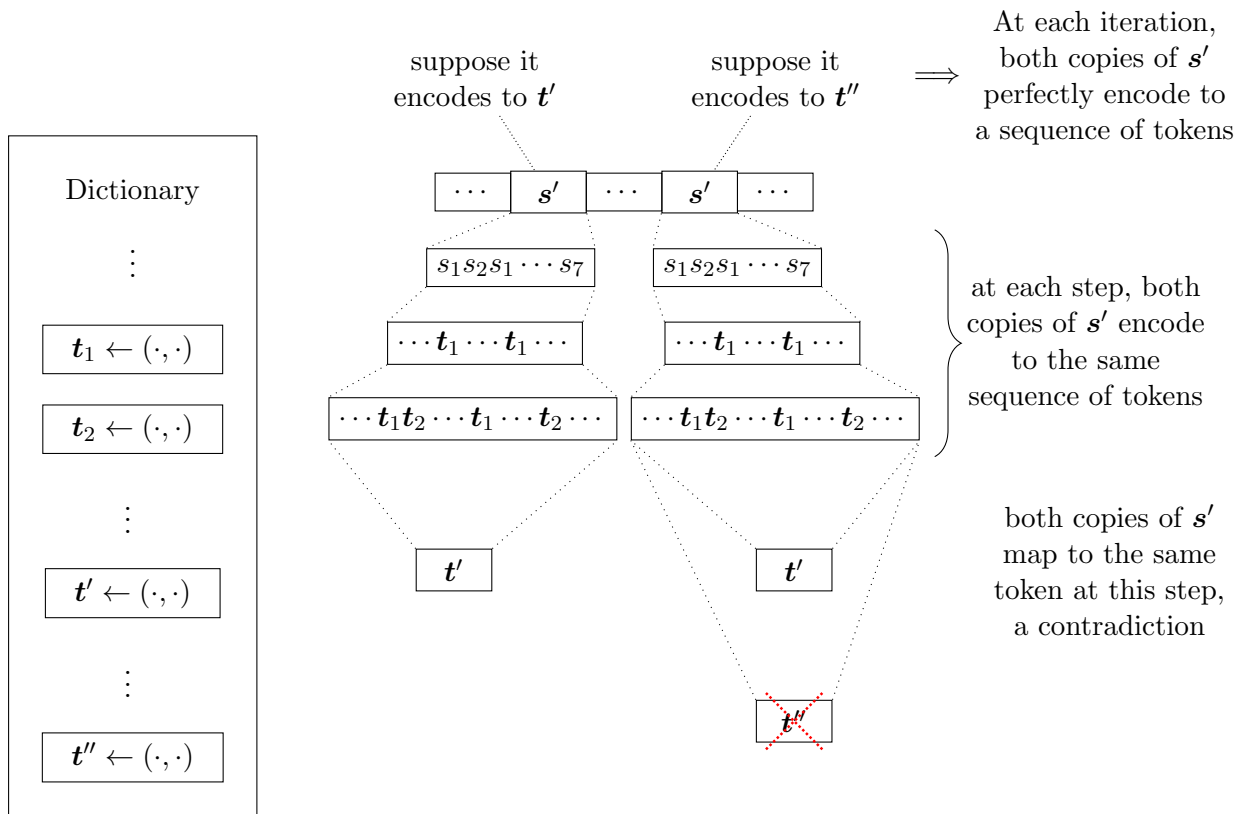 suppose it
encodes to t′
suppose it
encodes to t″
⟹
At each iteration,
both copies of s′
perfectly encode to
a sequence of tokens
Dictionary
⋮
t₁ ← (·, ·)
t₂ ← (·, ·)
⋮
t′ ← (·, ·)
⋮
t″ ← (·, ·)
··· s′ ··· s′ ···
s₁s₂s₁ ··· s₇
s₁s₂s₁ ··· s₇
··· t₁ ··· t₁ ···
··· t₁ ··· t₁ ···
··· t₁t₂ ··· t₁ ··· t₂ ···
··· t₁t₂ ··· t₁ ··· t₂ ···
at each step, both
copies of s′ encode
to the same
sequence of tokens
t′
t′
both copies of s′
map to the same
token at this step,
a contradiction
t″